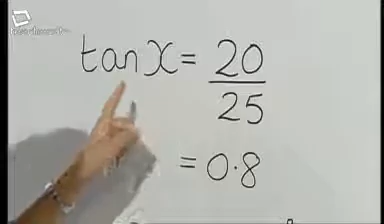 tan x = 20/25
= 0.8